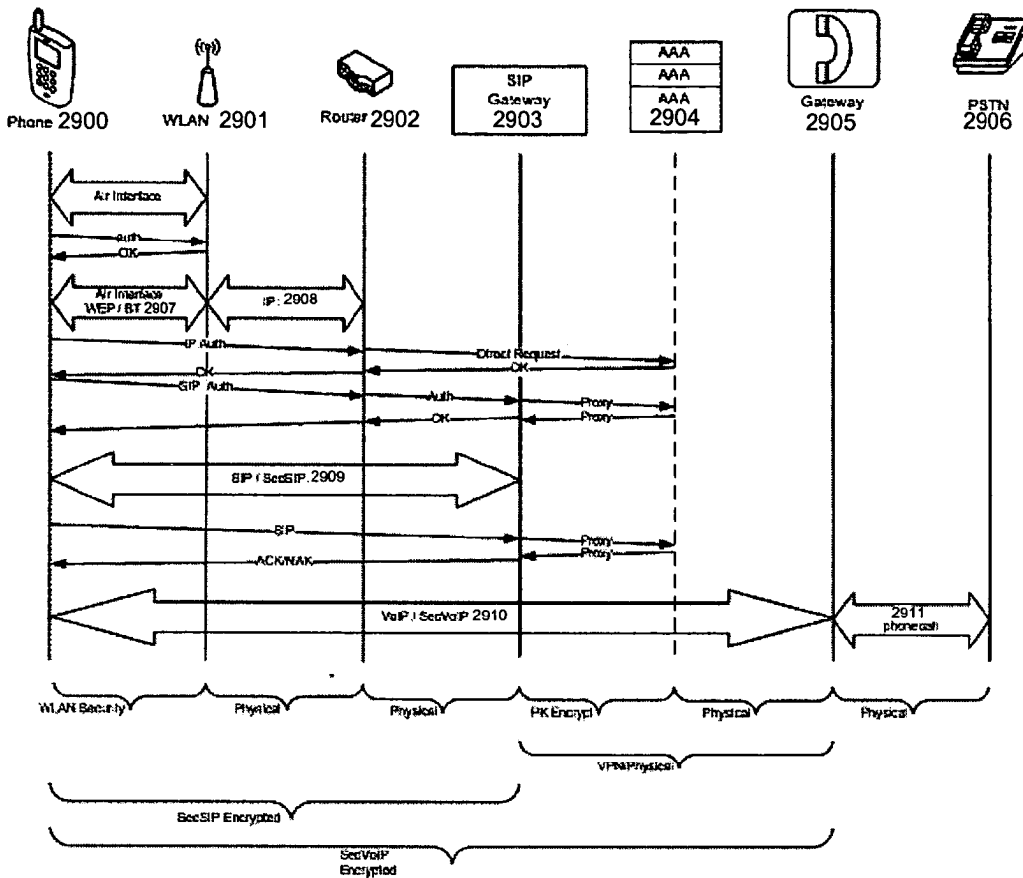 AAA
AAA
AAA
2904
SIP
Gateway
2903
Phone 2900
WLAN 2901
Router 2902
Gateway
2905
PSTN
2906
Air Interface
Auth
OK
Air Interface
WEP / BT 2907
IP: 2908
IP Auth
Direct Request
OK
OK
SIP Auth
Auth
Proxy
OK
Proxy
SIP / SecSIP: 2909
SIP
Proxy
Proxy
ACK/NAK
VoIP / SecVoIP 2910
2911
phonecall
WLAN Security
Physical
Physical
PK Encrypt
Physical
Physical
VPN/Physical
SecSIP Encrypted
SecVoIP
Encrypted